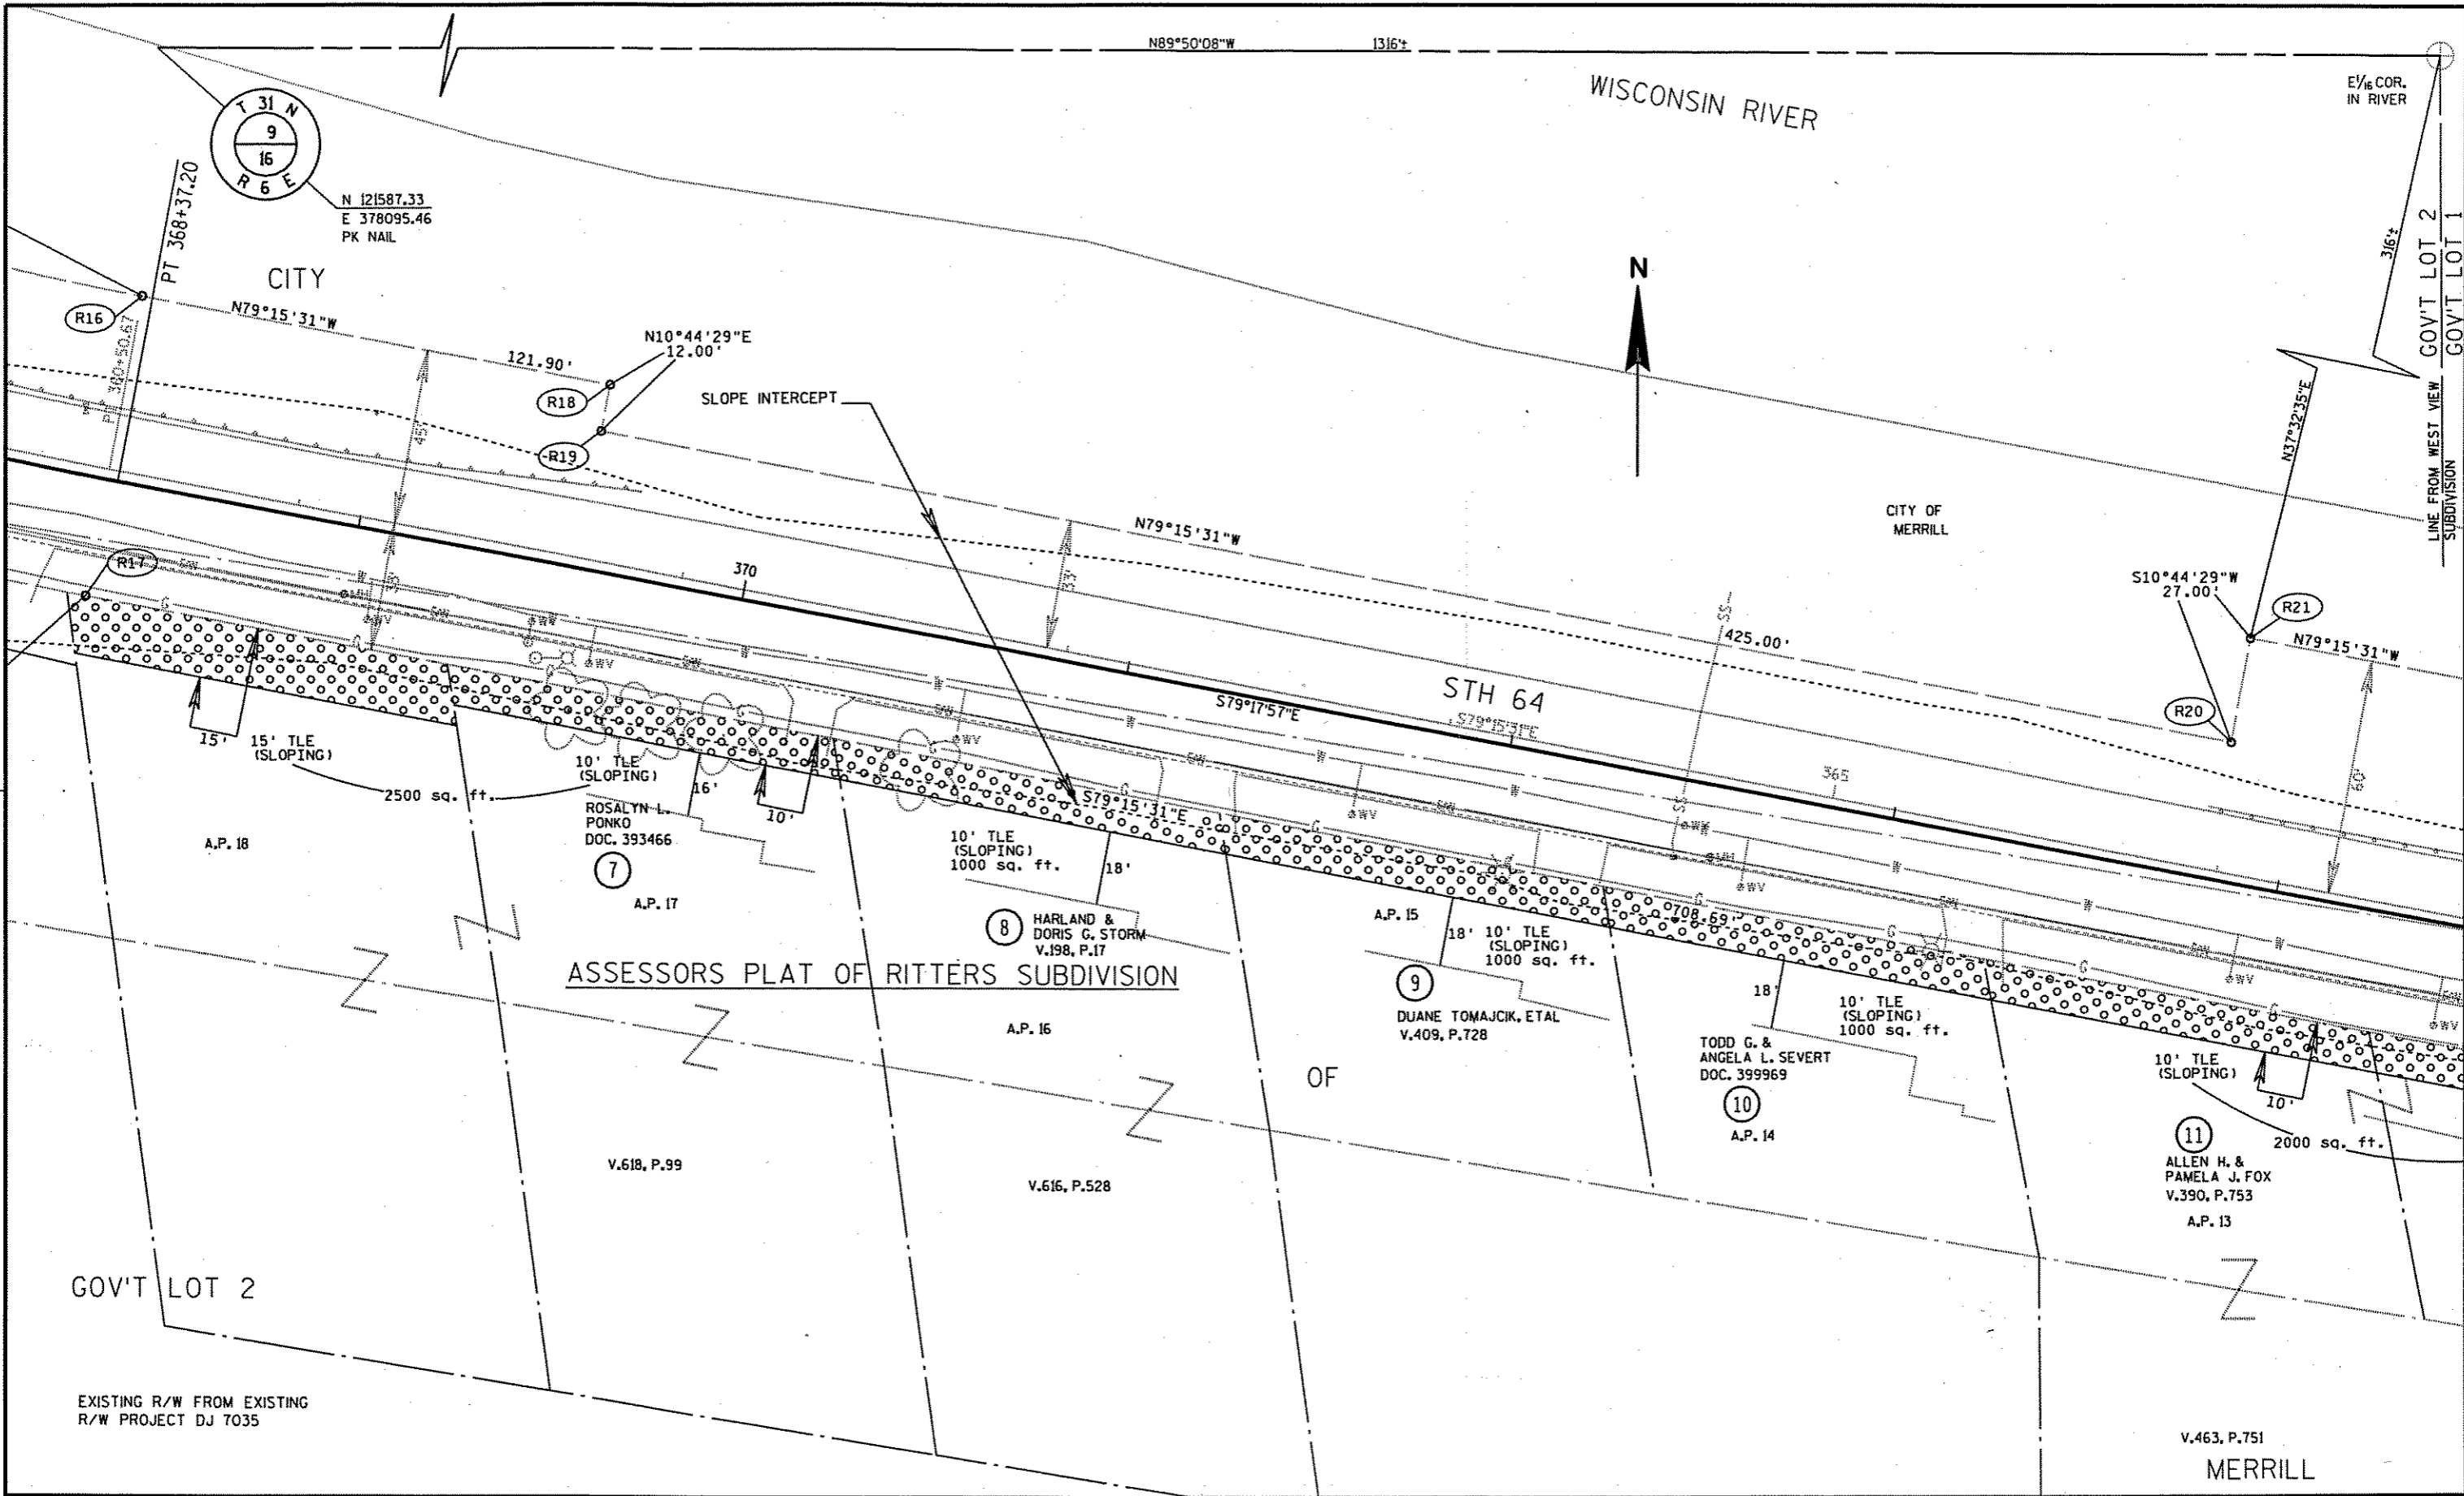 N89°50'08"W
1316'±
WISCONSIN RIVER
E1/16 COR.
IN RIVER
T 31 N
9
16
R 6 E
N 121587.33
E 378095.46
PK NAIL
PT 368+37.20
CITY
R16
N79°15'31"W
121.90'
N10°44'29"E
12.00'
R18
R19
45'
SLOPE INTERCEPT
N
316'±
GOV'T LOT 2
GOV'T LOT 1
LINE FROM WEST VIEW
SUBDIVISION
N37°32'35"E
CITY OF
MERRILL
N79°15'31"W
33'
425.00'
S10°44'29"W
27.00'
R21
N79°15'31"W
R20
60'
R17
370
STH 64
S79°17'57"E
S79°15'31"E
365
SS
SS
15'
15' TLE
(SLOPING)
2500 sq. ft.
10' TLE
(SLOPING)
ROSALYN L.
PONKO
DOC. 393466
7
16'
10'
A.P. 18
A.P. 17
S79°15'31"E
10' TLE
(SLOPING)
1000 sq. ft.
18'
8
HARLAND &
DORIS G. STORM
V.198, P.17
A.P. 15
18'
10' TLE
(SLOPING)
1000 sq. ft.
9
DUANE TOMAJCIK, ETAL
V.409, P.728
708.69'
18'
10' TLE
(SLOPING)
1000 sq. ft.
TODD G. &
ANGELA L. SEVERT
DOC. 399969
10
A.P. 14
10' TLE
(SLOPING)
10'
2000 sq. ft.
11
ALLEN H. &
PAMELA J. FOX
V.390, P.753
A.P. 13
ASSESSORS PLAT OF RITTERS SUBDIVISION
A.P. 16
OF
V.618, P.99
V.616, P.528
GOV'T LOT 2
EXISTING R/W FROM EXISTING
R/W PROJECT DJ 7035
V.463, P.751
MERRILL